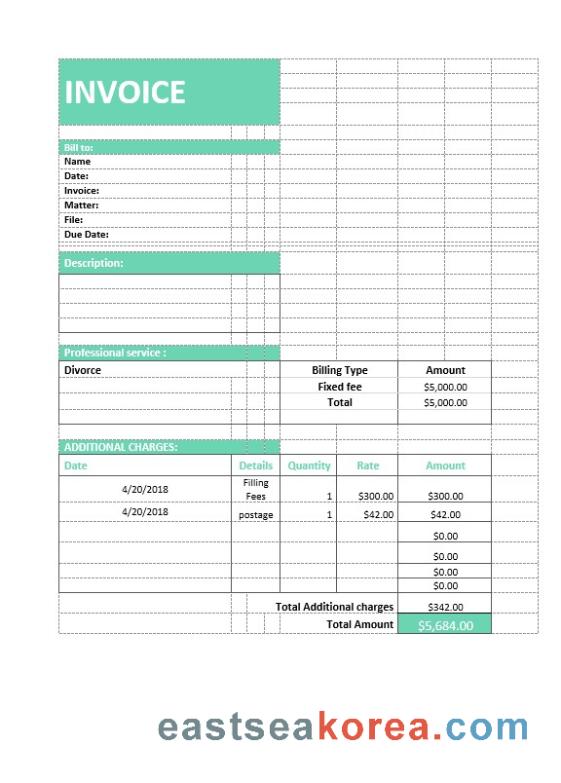 INVOICE
Bill to:
Name
Date:
Invoice:
Matter:
File:
Due Date:
Description:
Professional service :
Divorce Billing Type Amount
Fixed fee $5,000.00
Total $5,000.00
ADDITIONAL CHARGES:
Date Details Quantity Rate Amount
4/20/2018 Filling Fees 1 $300.00 $300.00
4/20/2018 postage 1 $42.00 $42.00
$0.00
$0.00
$0.00
$0.00
Total Additional charges $342.00
Total Amount $5,684.00
eastseakorea.com